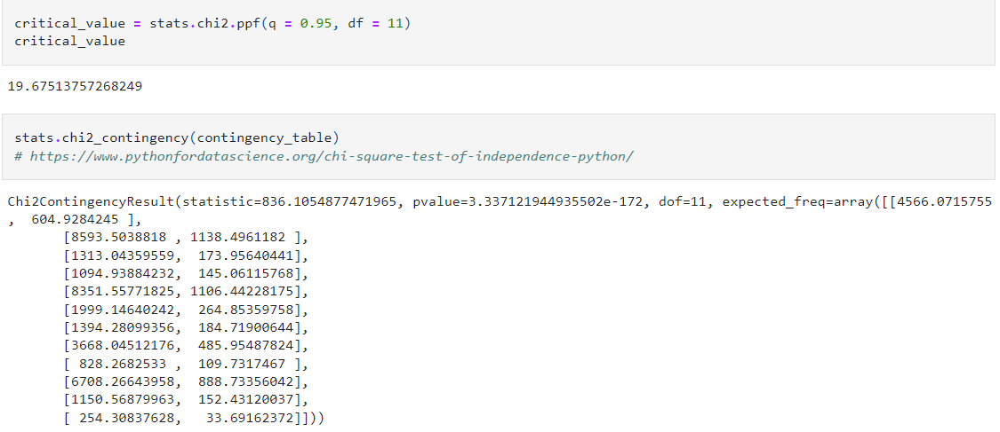 critical_value = stats.chi2.ppf(q = 0.95, df = 11)
critical_value
19.67513757268249
stats.chi2_contingency(contingency_table)
# https://www.pythonfordatascience.org/chi-square-test-of-independence-python/
Chi2ContingencyResult(statistic=836.1054877471965, pvalue=3.337121944935502e-172, dof=11, expected_freq=array([[4566.0715755
,  604.9284245 ],
[8593.5038818 , 1138.4961182 ],
[1313.04359559,  173.95640441],
[1094.93884232,  145.06115768],
[8351.55771825, 1106.44228175],
[1999.14640242,  264.85359758],
[1394.28099356,  184.71900644],
[3668.04512176,  485.95487824],
[ 828.2682533 ,  109.7317467 ],
[6708.26643958,  888.73356042],
[1150.56879963,  152.43120037],
[ 254.30837628,   33.69162372]]))